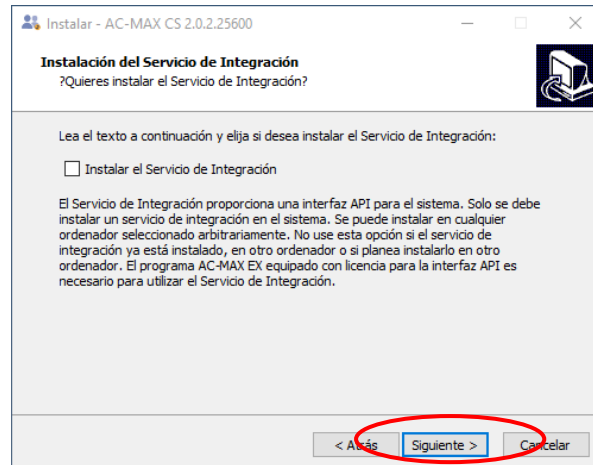 Instalar - AC-MAX CS 2.0.2.25600
Instalación del Servicio de Integración
?Quieres instalar el Servicio de Integración?
Lea el texto a continuación y elija si desea instalar el Servicio de Integración:
Instalar el Servicio de Integración
El Servicio de Integración proporciona una interfaz API para el sistema. Solo se debe
instalar un servicio de integración en el sistema. Se puede instalar en cualquier
ordenador seleccionado arbitrariamente. No use esta opción si el servicio de
integración ya está instalado, en otro ordenador o si planea instalarlo en otro
ordenador. El programa AC-MAX EX equipado con licencia para la interfaz API es
necesario para utilizar el Servicio de Integración.
< Atrás Siguiente > Cancelar